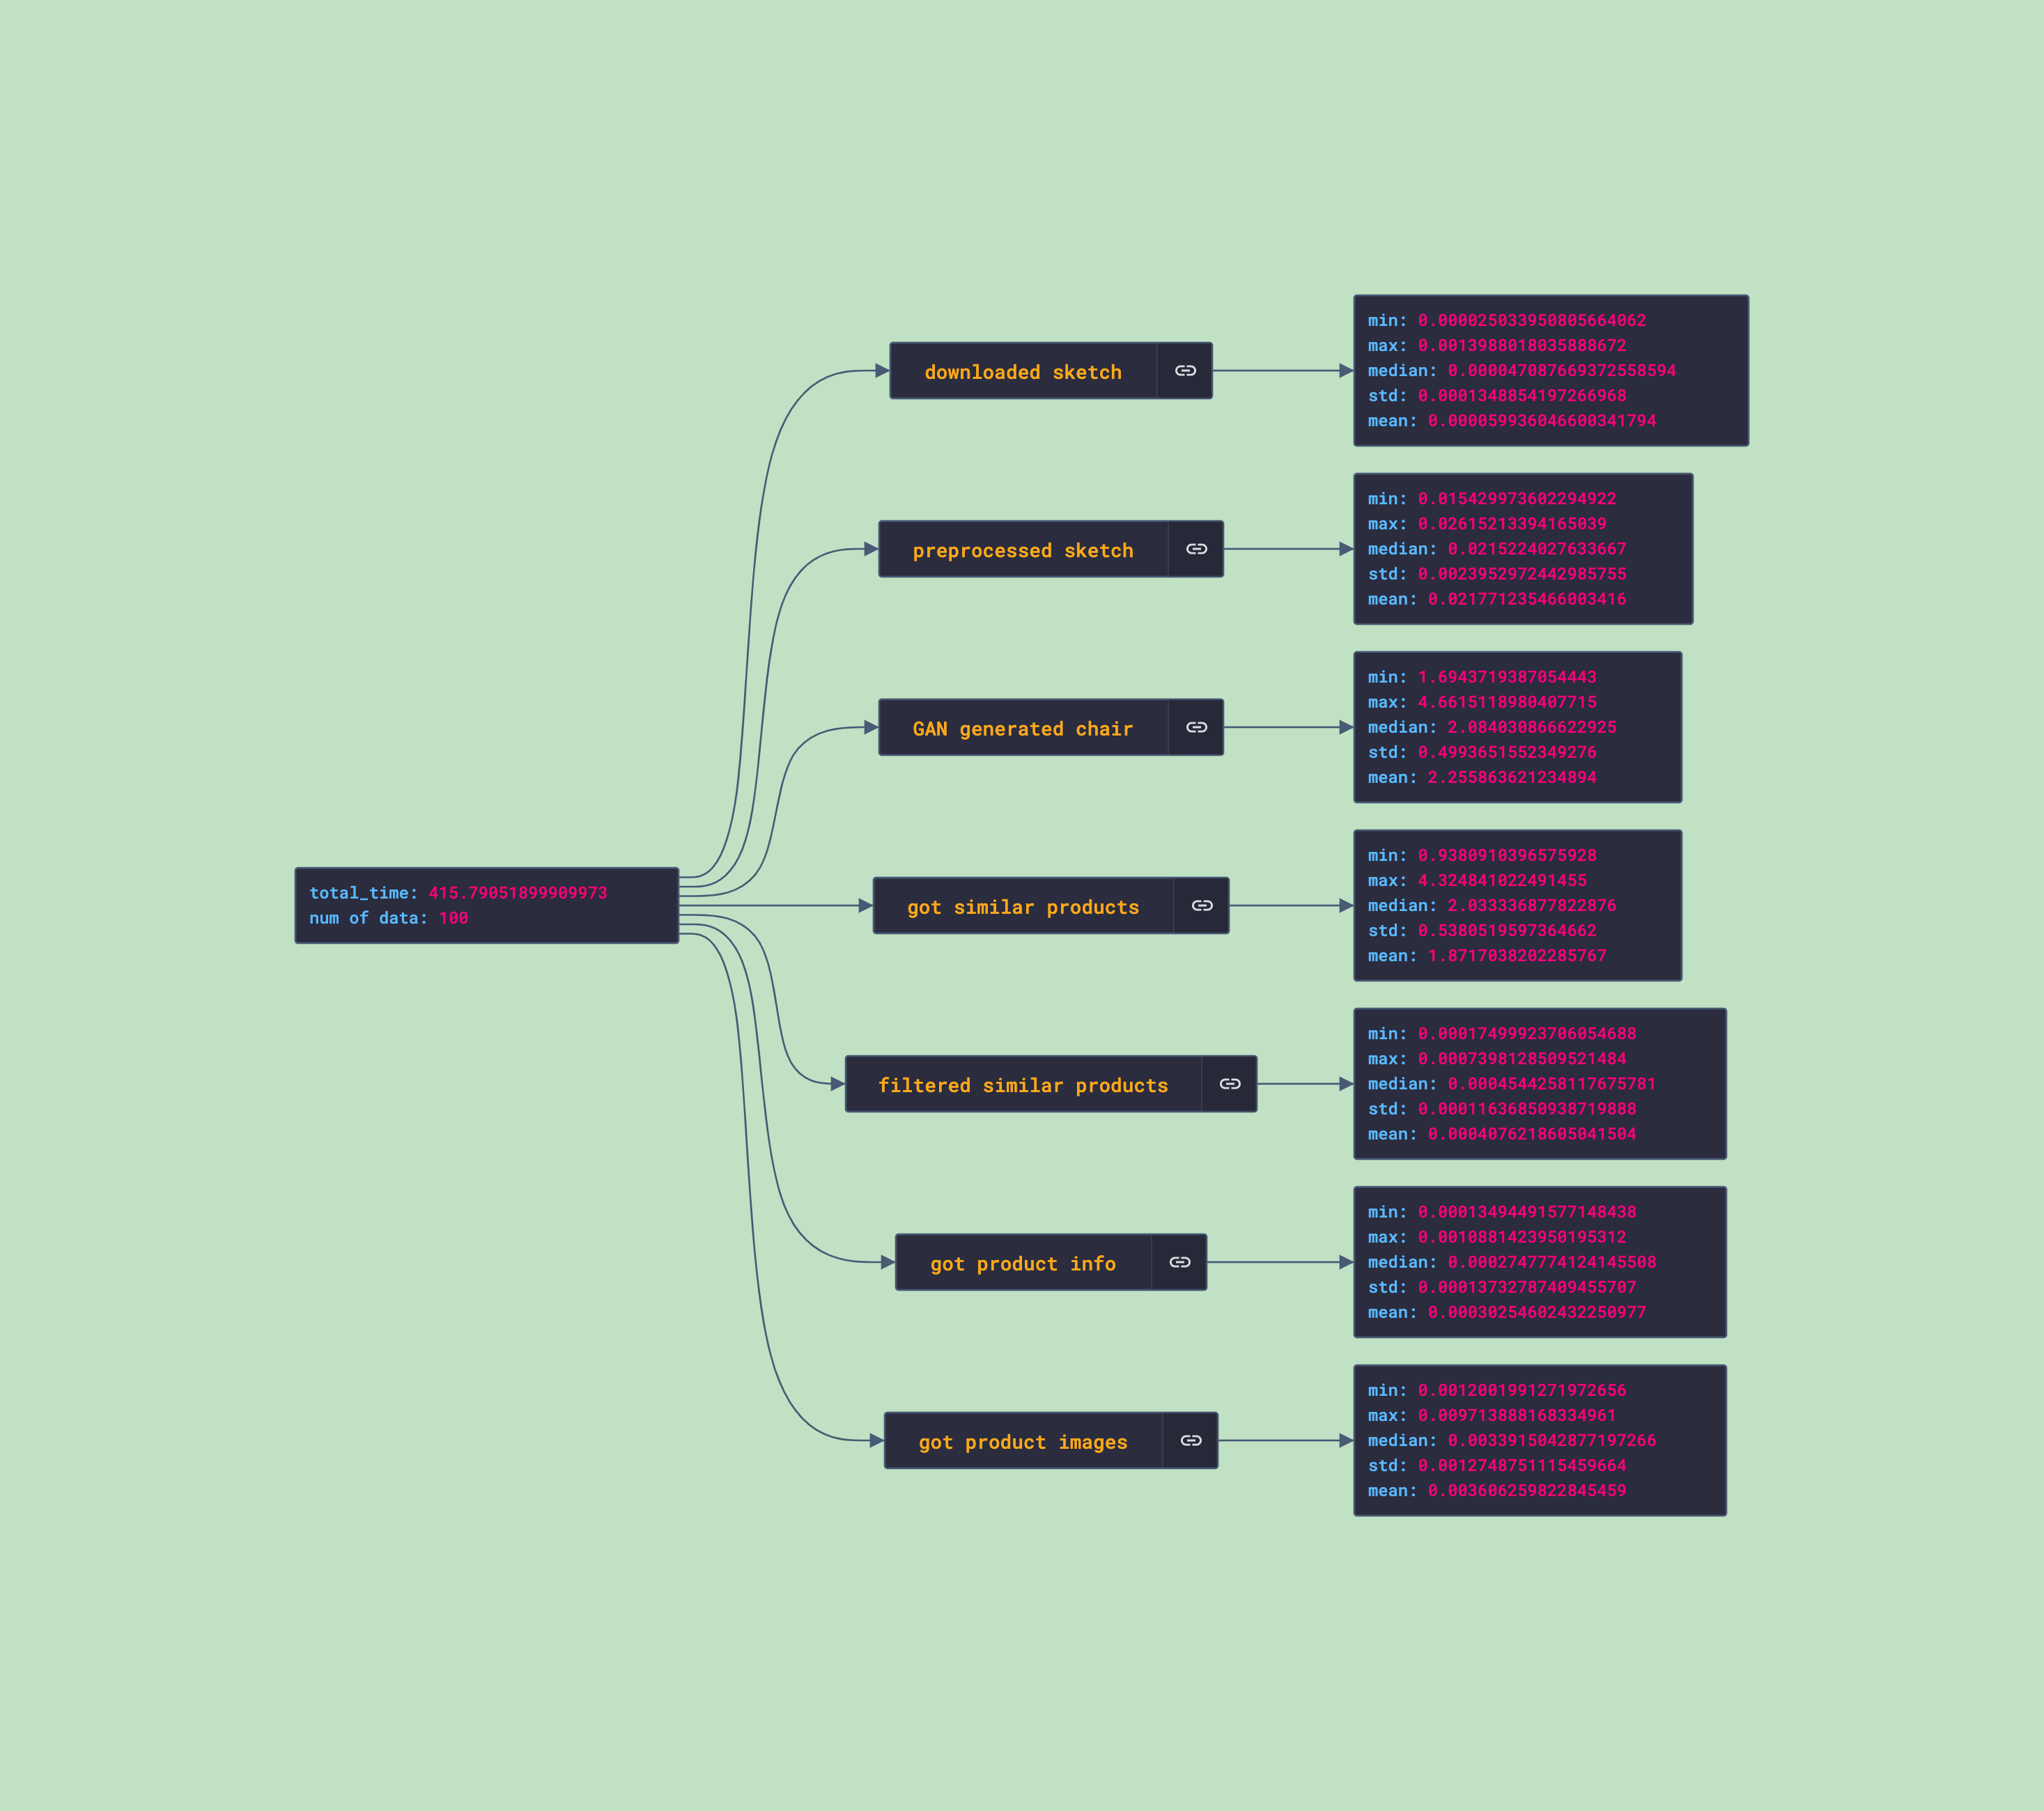 total_time: 415.79051899909973
num of data: 100
downloaded sketch
min: 0.000025033950805664062
max: 0.0013988018035888672
median: 0.000047087669372558594
std: 0.0001348854197266968
mean: 0.000059936046600341794
preprocessed sketch
min: 0.015429973602294922
max: 0.02615213394165039
median: 0.0215224027633667
std: 0.0023952972442985755
mean: 0.021771235466003416
GAN generated chair
min: 1.6943719387054443
max: 4.6615118980407715
median: 2.084030866622925
std: 0.4993651552349276
mean: 2.255863621234894
got similar products
min: 0.9380910396575928
max: 4.324841022491455
median: 2.033336877822876
std: 0.5380519597364662
mean: 1.8717038202285767
filtered similar products
min: 0.00017499923706054688
max: 0.0007398128509521484
median: 0.0004544258117675781
std: 0.00011636850938719888
mean: 0.0004076218605041504
got product info
min: 0.00013494491577148438
max: 0.0010881423950195312
median: 0.0002747774124145508
std: 0.00013732787409455707
mean: 0.00030254602432250977
got product images
min: 0.0012001991271972656
max: 0.009713888168334961
median: 0.0033915042877197266
std: 0.0012748751115459664
mean: 0.003606259822845459